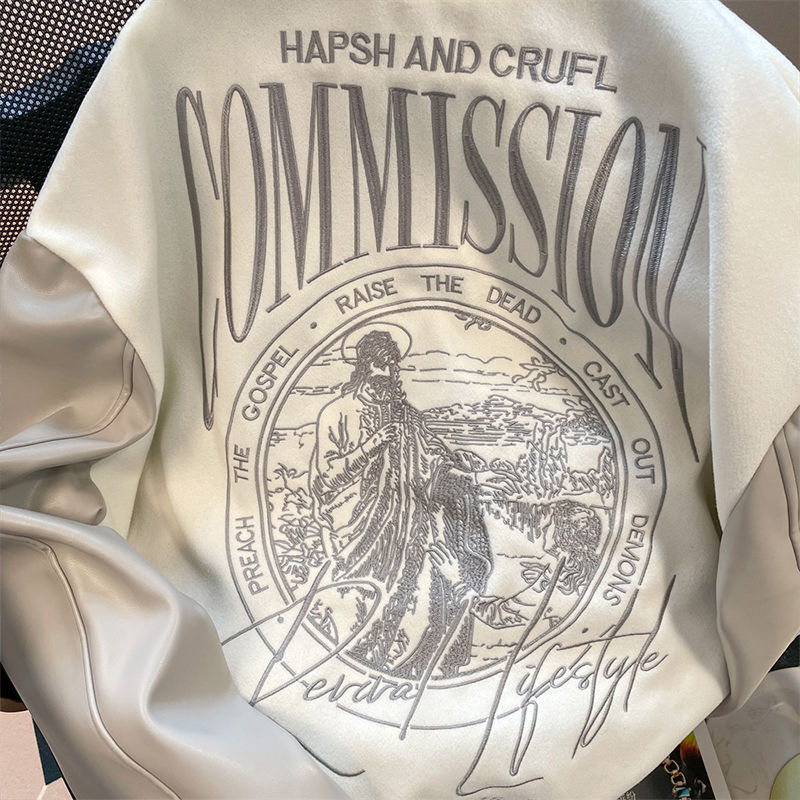 HAPSH AND CRUFL
COMMISSION
PREACH THE GOSPEL · RAISE THE DEAD · CAST OUT DEMONS
Revival Lifestyle